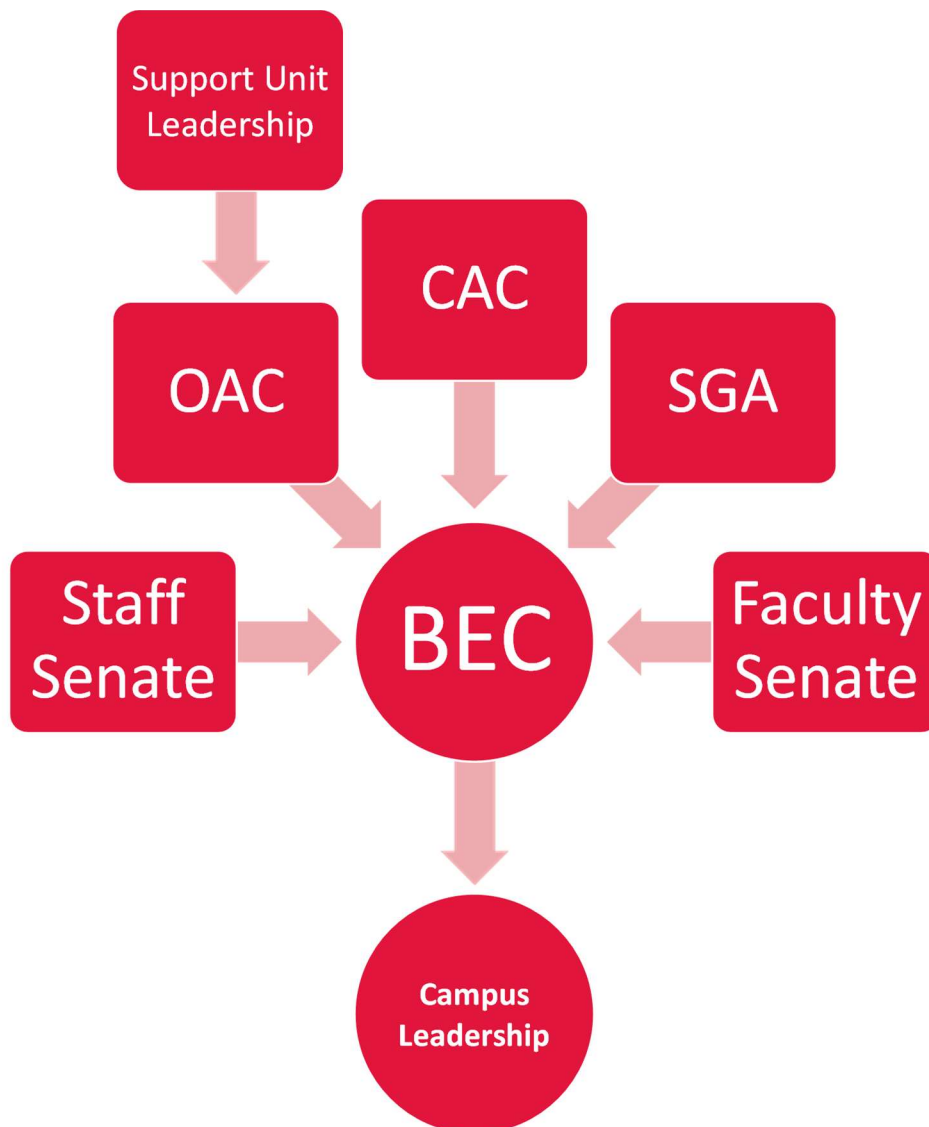 Support Unit
Leadership
CAC
OAC
SGA
Staff
Senate
BEC
Faculty
Senate
Campus
Leadership